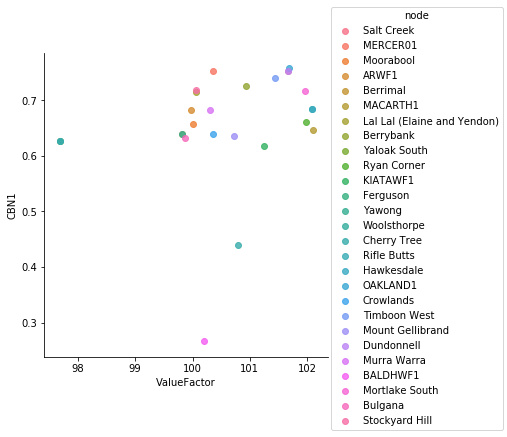 node
Salt Creek
MERCER01
Moorabool
ARWF1
Berrimal
MACARTH1
Lal Lal (Elaine and Yendon)
Berrybank
Yaloak South
Ryan Corner
KIATAWF1
Ferguson
Yawong
Woolsthorpe
Cherry Tree
Rifle Butts
Hawkesdale
OAKLAND1
Crowlands
Timboon West
Mount Gellibrand
Dundonnell
Murra Warra
BALDHWF1
Mortlake South
Bulgana
Stockyard Hill
CBN1
0.7
0.6
0.5
0.4
0.3
98 99 100 101 102
ValueFactor